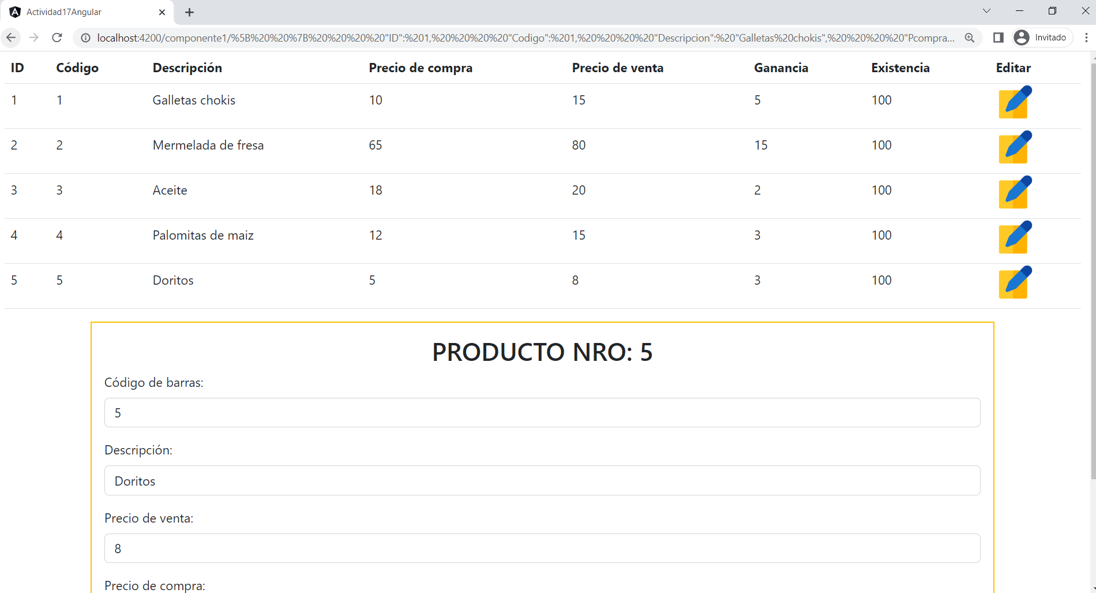 Actividad17Angular
localhost:4200/componente1/%5B%20%20%7B%20%20%20%20"ID":%201,%20%20%20%20"Codigo":%201,%20%20%20%20"Descripcion":%20"Galletas%20chokis",%20%20%20%20"Pcompra... Invitado
ID Código Descripción Precio de compra Precio de venta Ganancia Existencia Editar
1 1 Galletas chokis 10 15 5 100
2 2 Mermelada de fresa 65 80 15 100
3 3 Aceite 18 20 2 100
4 4 Palomitas de maiz 12 15 3 100
5 5 Doritos 5 8 3 100
PRODUCTO NRO: 5
Código de barras:
5
Descripción:
Doritos
Precio de venta:
8
Precio de compra: